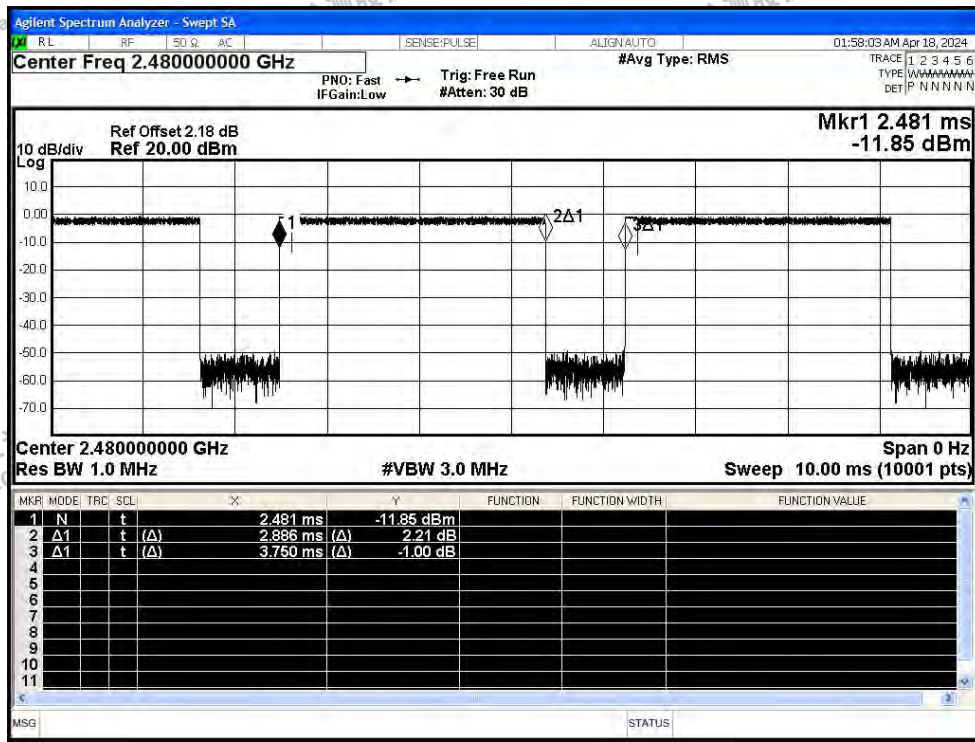 Agilent Spectrum Analyzer - Swept SA
RL RF 50 Ω AC SENSE:PULSE ALIGN AUTO 01:58:03 AM Apr 18, 2024
Center Freq 2.480000000 GHz
PNO: Fast
IFGain:Low
Trig: Free Run
#Atten: 30 dB
#Avg Type: RMS
TRACE 1 2 3 4 5 6
TYPE WWWWWW
DET P N N N N N
Mkr1 2.481 ms
-11.85 dBm
Ref Offset 2.18 dB
10 dB/div Ref 20.00 dBm
Log
10.0
0.00
-10.0
-20.0
-30.0
-40.0
-50.0
-60.0
-70.0
1
2Δ1
3Δ1
Center 2.480000000 GHz Span 0 Hz
Res BW 1.0 MHz #VBW 3.0 MHz Sweep 10.00 ms (10001 pts)
MKR MODE TRC SCL X Y FUNCTION FUNCTION WIDTH FUNCTION VALUE
1 N t 2.481 ms -11.85 dBm
2 Δ1 t (Δ) 2.886 ms (Δ) 2.21 dB
3 Δ1 t (Δ) 3.750 ms (Δ) -1.00 dB
4
5
6
7
8
9
10
11
MSG STATUS